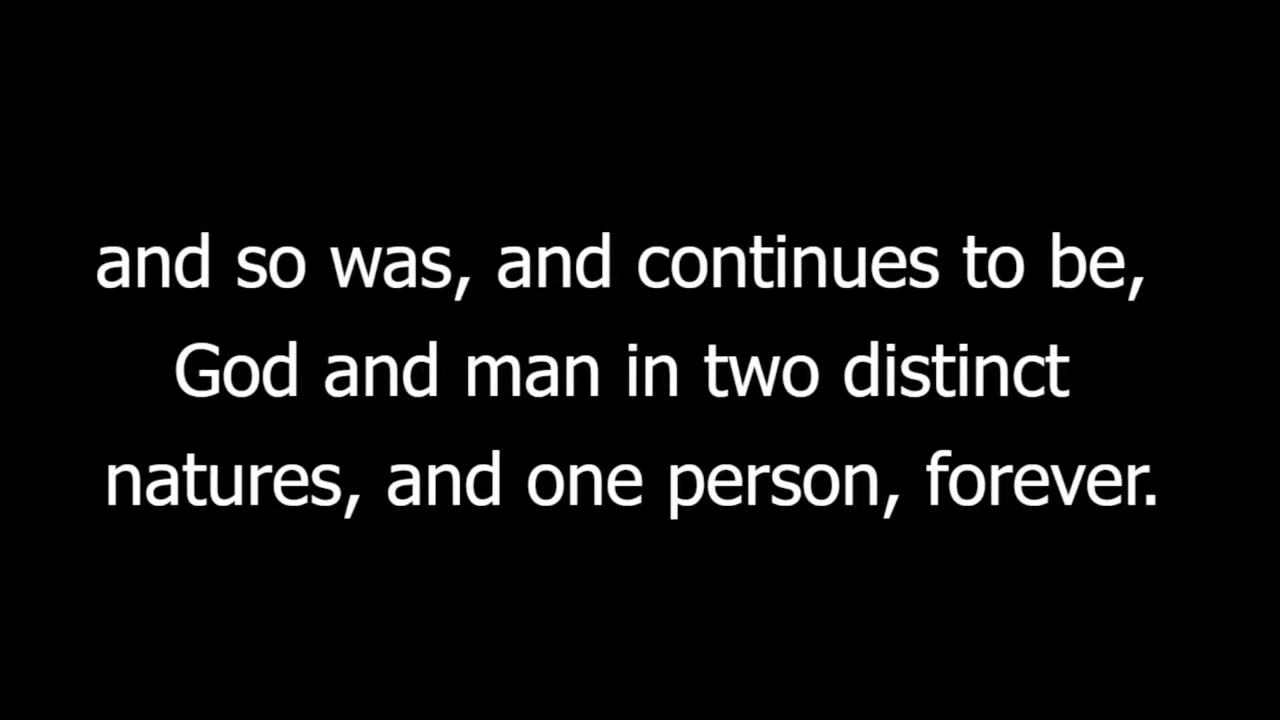 and so was, and continues to be,
God and man in two distinct
natures, and one person, forever.